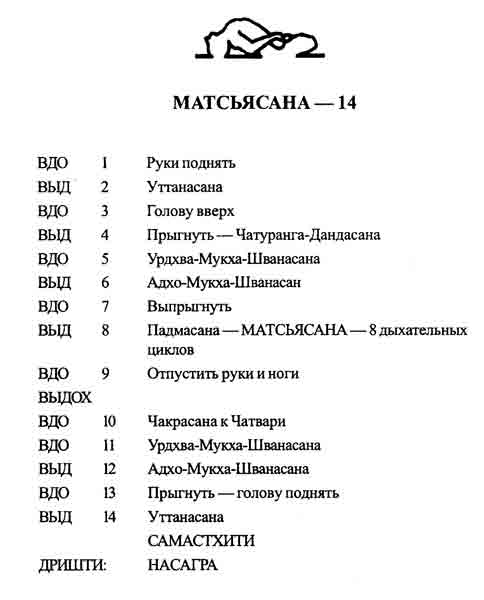 МАТСЬЯСАНА — 14
ВДО 1 Руки поднять
ВЫД 2 Уттанасана
ВДО 3 Голову вверх
ВЫД 4 Прыгнуть — Чатуранга-Дандасана
ВДО 5 Урдхва-Мукха-Шванасана
ВЫД 6 Адхо-Мукха-Шванасан
ВДО 7 Выпрыгнуть
ВЫД 8 Падмасана — МАТСЬЯСАНА — 8 дыхательных
циклов
ВДО 9 Отпустить руки и ноги
ВЫДОХ
ВДО 10 Чакрасана к Чатвари
ВДО 11 Урдхва-Мукха-Шванасана
ВЫД 12 Адхо-Мукха-Шванасана
ВДО 13 Прыгнуть — голову поднять
ВЫД 14 Уттанасана
САМАСТХИТИ
ДРИШТИ: НАСАГРА